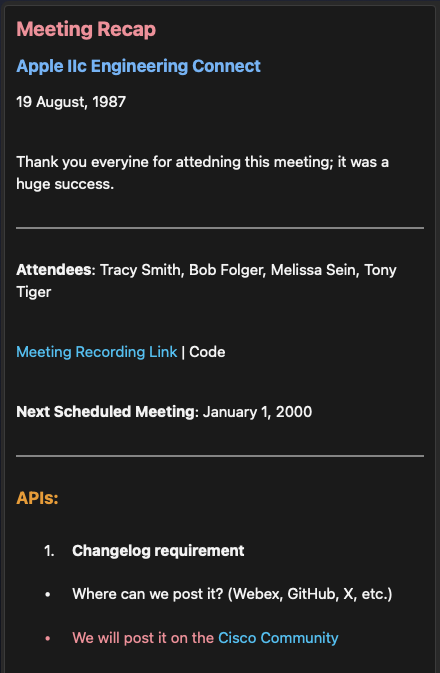 Meeting Recap
Apple IIc Engineering Connect
19 August, 1987
Thank you everyine for attedning this meeting; it was a
huge success.
Attendees: Tracy Smith, Bob Folger, Melissa Sein, Tony
Tiger
Meeting Recording Link | Code
Next Scheduled Meeting: January 1, 2000
APIs:
1. Changelog requirement
• Where can we post it? (Webex, GitHub, X, etc.)
• We will post it on the Cisco Community